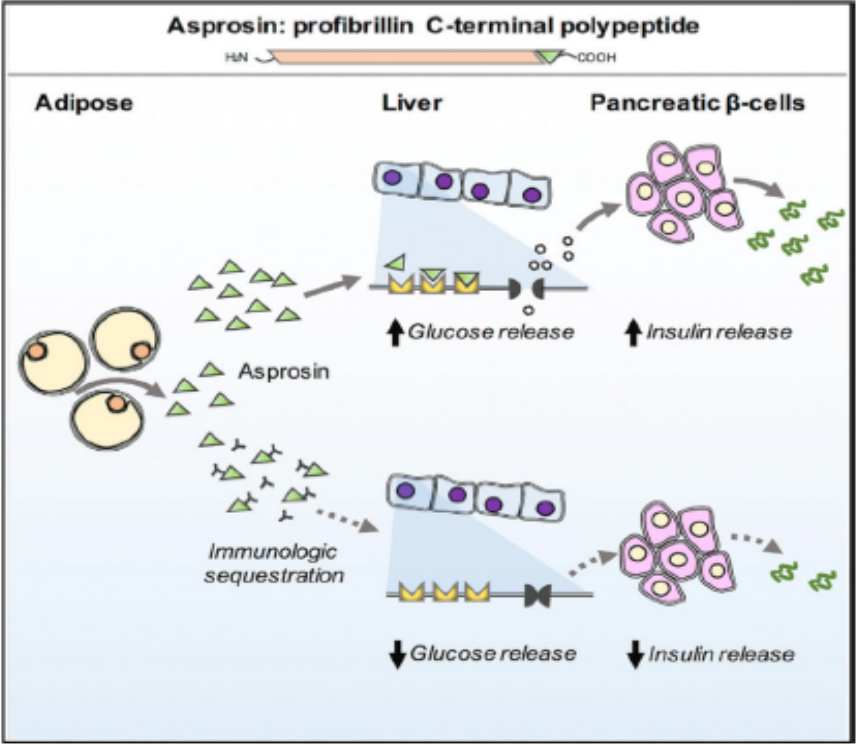 Asprosin: profibrillin C-terminal polypeptide
H₂N COOH
Adipose Liver Pancreatic β-cells
Glucose release Insulin release
Asprosin
Immunologic
sequestration
Glucose release Insulin release